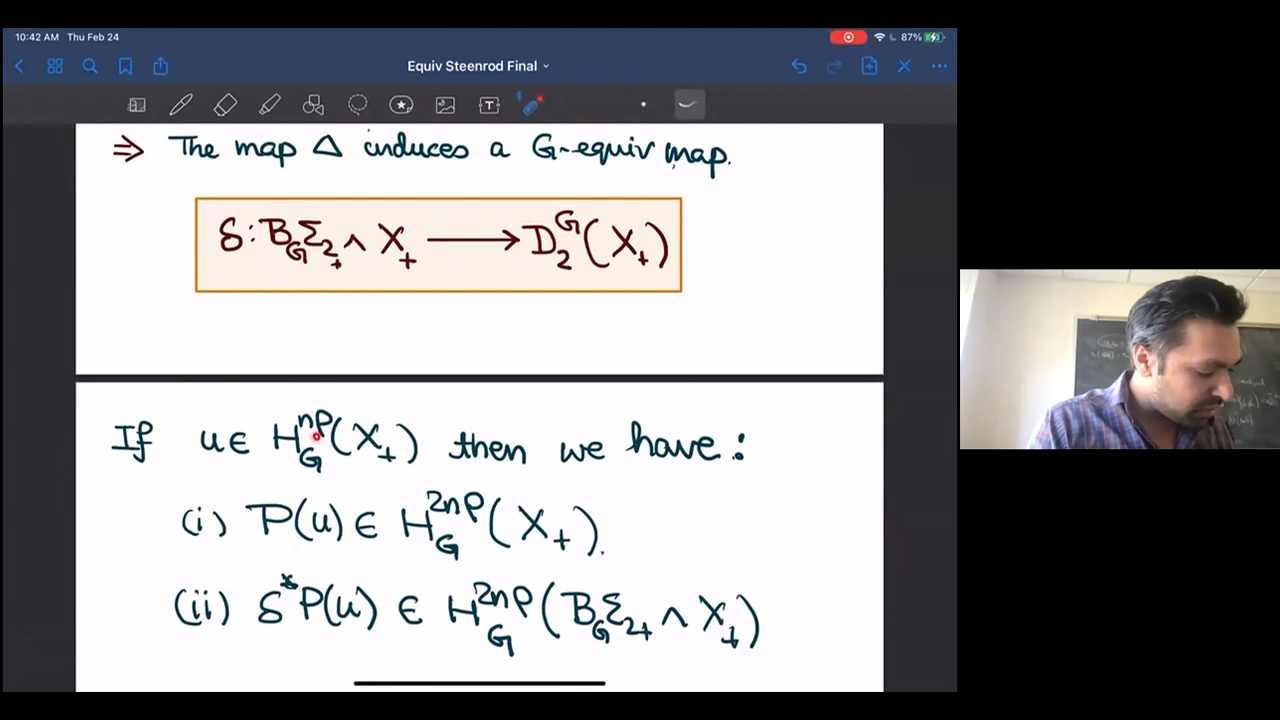 10:42 AM Thu Feb 24
87%
Equiv Steenrod Final
⇒ The map Δ induces a G-equiv map.
δ: B_GΣ_{2+} ∧ X_+ ⟶ D_2^G(X_+)
If u ∈ H_G^{nρ}(X_+) then we have:
(i) P(u) ∈ H_G^{2nρ}(X_+).
(ii) δ*P(u) ∈ H_G^{2nρ}(B_GΣ_{2+} ∧ X_+)